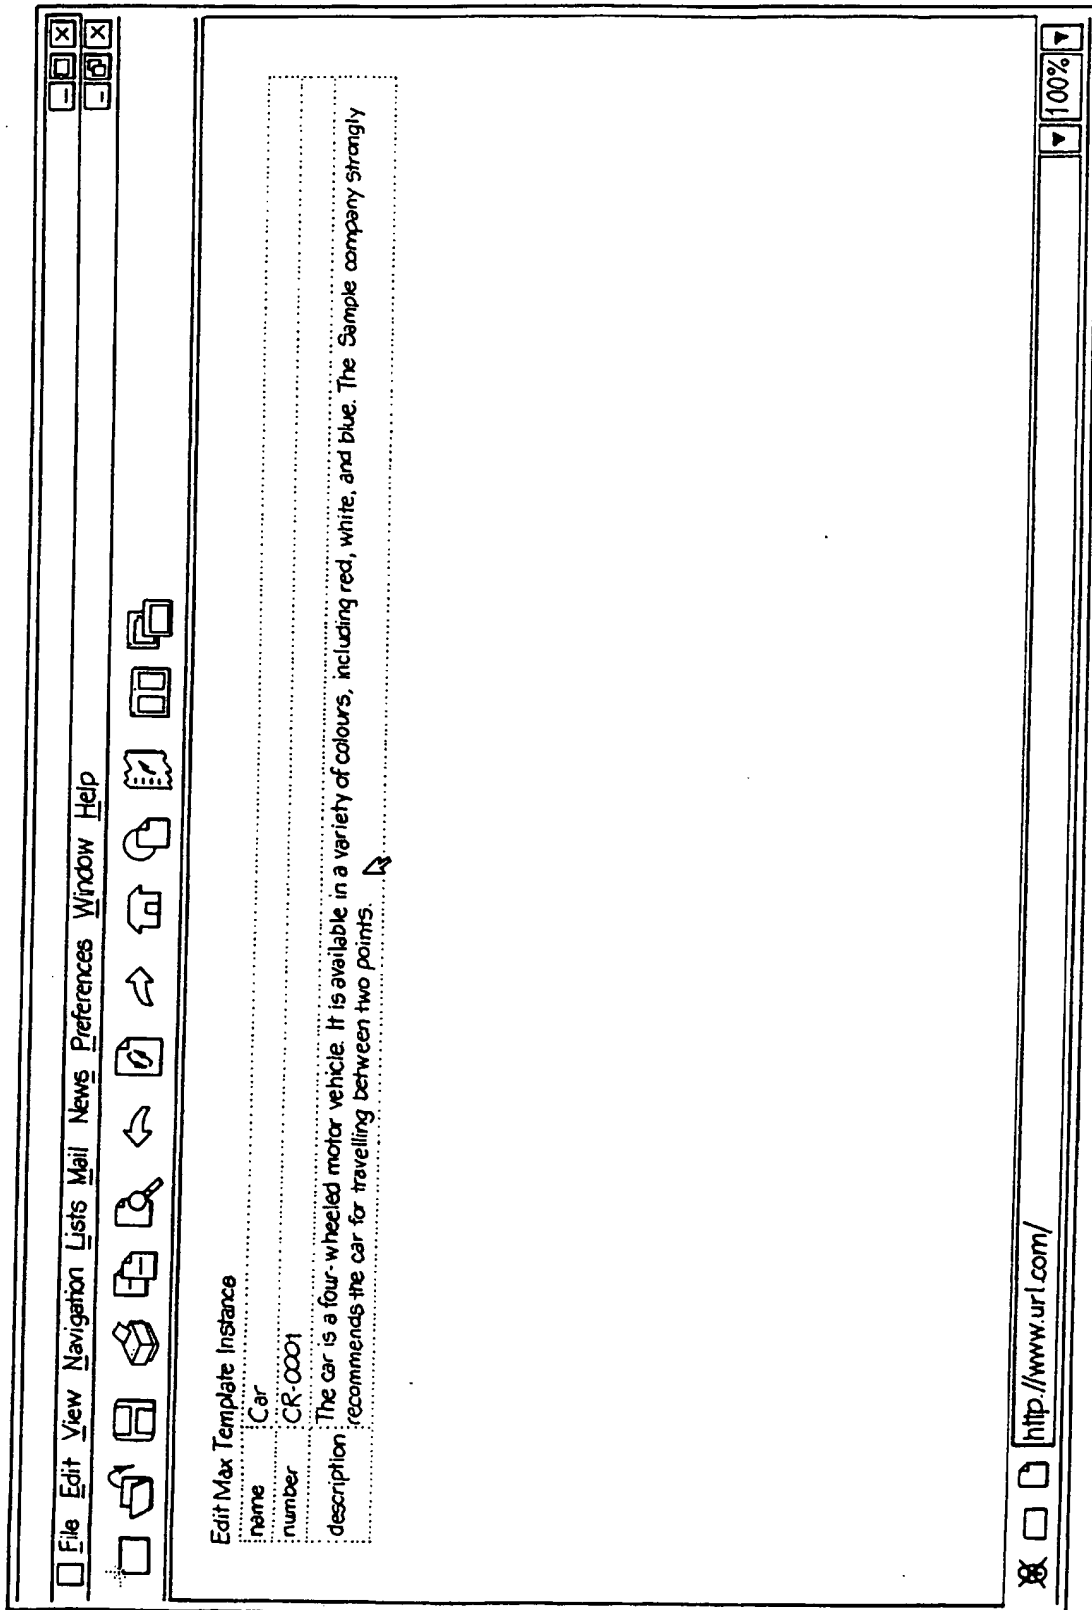 File Edit View Navigation Lists Mail News Preferences Window Help
Edit Max Template Instance
name Car
number CR-0001
description The car is a four-wheeled motor vehicle. It is available in a variety of colours, including red, white, and blue. The Sample company strongly
recommends the car for travelling between two points.
http://www.url.com/ 100%